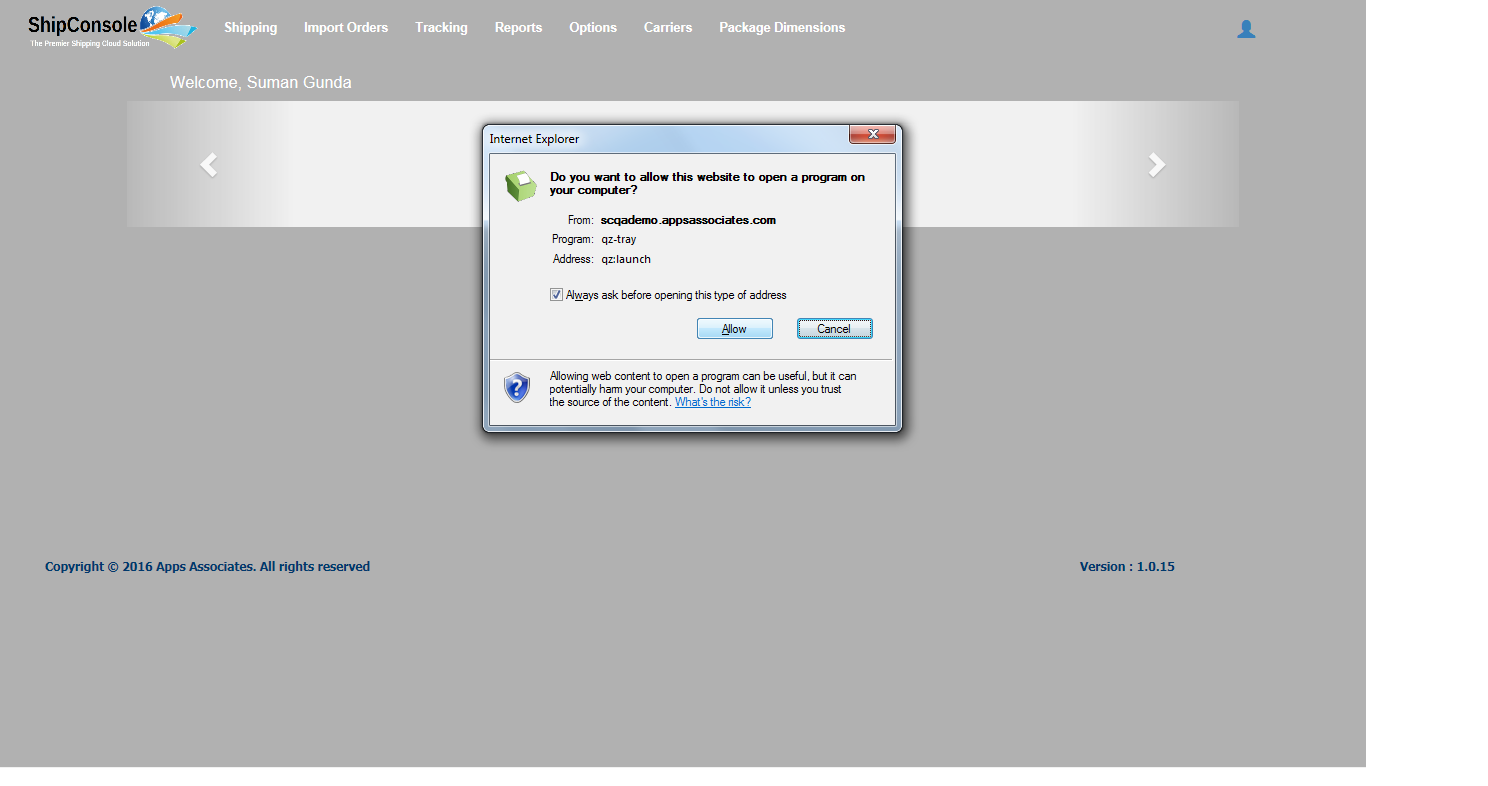 ShipConsole
The Premier Shipping Cloud Solution
Shipping Import Orders Tracking Reports Options Carriers Package Dimensions
Welcome, Suman Gunda
Internet Explorer
Do you want to allow this website to open a program on
your computer?
From: scqademo.appsassociates.com
Program: qz-tray
Address: qz:launch
Always ask before opening this type of address
Allow Cancel
Allowing web content to open a program can be useful, but it can
potentially harm your computer. Do not allow it unless you trust
the source of the content. What's the risk?
Copyright © 2016 Apps Associates. All rights reserved Version : 1.0.15